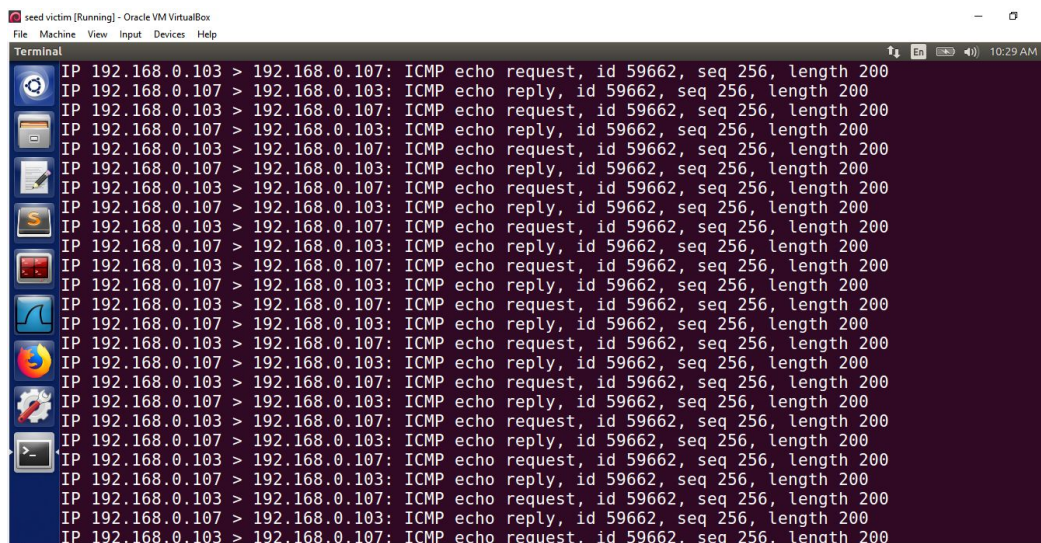 seed victim [Running] - Oracle VM VirtualBox
File Machine View Input Devices Help
Terminal En 10:29 AM
IP 192.168.0.103 > 192.168.0.107: ICMP echo request, id 59662, seq 256, length 200
IP 192.168.0.107 > 192.168.0.103: ICMP echo reply, id 59662, seq 256, length 200
IP 192.168.0.103 > 192.168.0.107: ICMP echo request, id 59662, seq 256, length 200
IP 192.168.0.107 > 192.168.0.103: ICMP echo reply, id 59662, seq 256, length 200
IP 192.168.0.103 > 192.168.0.107: ICMP echo request, id 59662, seq 256, length 200
IP 192.168.0.107 > 192.168.0.103: ICMP echo reply, id 59662, seq 256, length 200
IP 192.168.0.103 > 192.168.0.107: ICMP echo request, id 59662, seq 256, length 200
IP 192.168.0.107 > 192.168.0.103: ICMP echo reply, id 59662, seq 256, length 200
IP 192.168.0.103 > 192.168.0.107: ICMP echo request, id 59662, seq 256, length 200
IP 192.168.0.107 > 192.168.0.103: ICMP echo reply, id 59662, seq 256, length 200
IP 192.168.0.103 > 192.168.0.107: ICMP echo request, id 59662, seq 256, length 200
IP 192.168.0.107 > 192.168.0.103: ICMP echo reply, id 59662, seq 256, length 200
IP 192.168.0.103 > 192.168.0.107: ICMP echo request, id 59662, seq 256, length 200
IP 192.168.0.107 > 192.168.0.103: ICMP echo reply, id 59662, seq 256, length 200
IP 192.168.0.103 > 192.168.0.107: ICMP echo request, id 59662, seq 256, length 200
IP 192.168.0.107 > 192.168.0.103: ICMP echo reply, id 59662, seq 256, length 200
IP 192.168.0.103 > 192.168.0.107: ICMP echo request, id 59662, seq 256, length 200
IP 192.168.0.107 > 192.168.0.103: ICMP echo reply, id 59662, seq 256, length 200
IP 192.168.0.103 > 192.168.0.107: ICMP echo request, id 59662, seq 256, length 200
IP 192.168.0.107 > 192.168.0.103: ICMP echo reply, id 59662, seq 256, length 200
IP 192.168.0.103 > 192.168.0.107: ICMP echo request, id 59662, seq 256, length 200
IP 192.168.0.107 > 192.168.0.103: ICMP echo reply, id 59662, seq 256, length 200
IP 192.168.0.103 > 192.168.0.107: ICMP echo request, id 59662, seq 256, length 200
IP 192.168.0.107 > 192.168.0.103: ICMP echo reply, id 59662, seq 256, length 200
IP 192.168.0.103 > 192.168.0.107: ICMP echo request, id 59662, seq 256, length 200